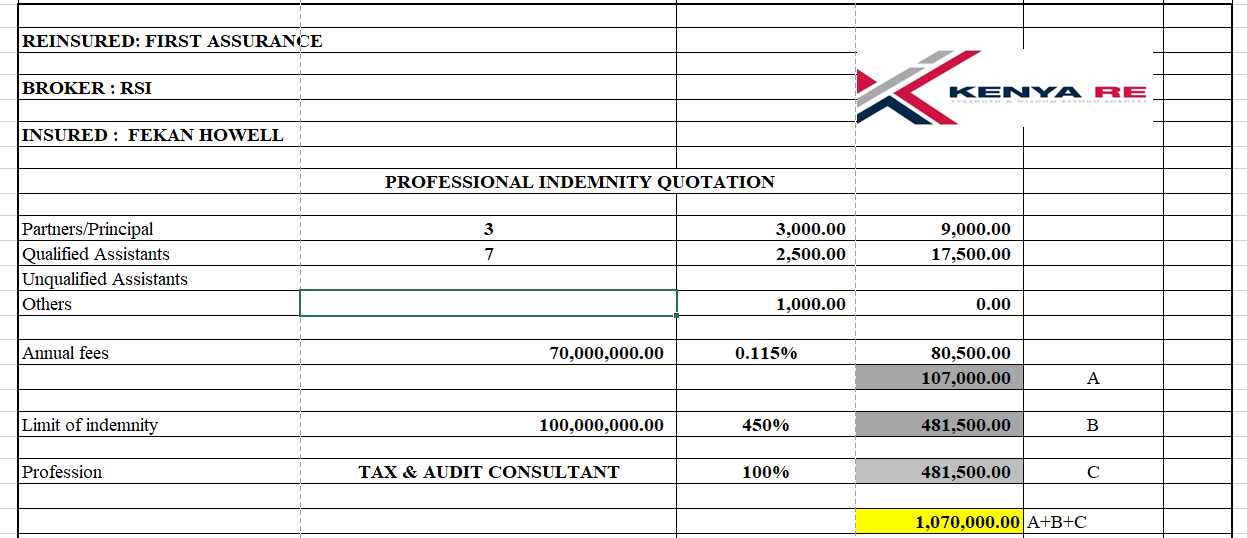 REINSURED: FIRST ASSURANCE
BROKER : RSI
KENYA RE
INSURED : FEKAN HOWELL
PROFESSIONAL INDEMNITY QUOTATION
Partners/Principal 3 3,000.00 9,000.00
Qualified Assistants 7 2,500.00 17,500.00
Unqualified Assistants
Others 1,000.00 0.00
Annual fees 70,000,000.00 0.115% 80,500.00
107,000.00 A
Limit of indemnity 100,000,000.00 450% 481,500.00 B
Profession TAX & AUDIT CONSULTANT 100% 481,500.00 C
1,070,000.00 A+B+C